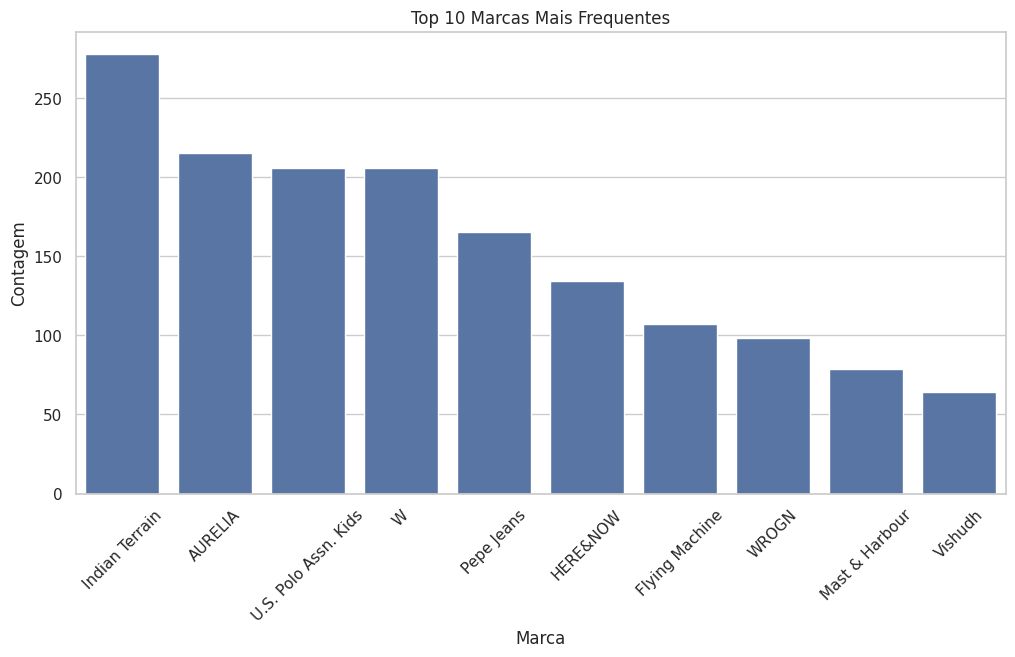 Top 10 Marcas Mais Frequentes
Contagem
250
200
150
100
50
0
Indian Terrain
AURELIA
U.S. Polo Assn. Kids
W
Pepe Jeans
HERE&NOW
Flying Machine
WROGN
Mast & Harbour
Vishudh
Marca